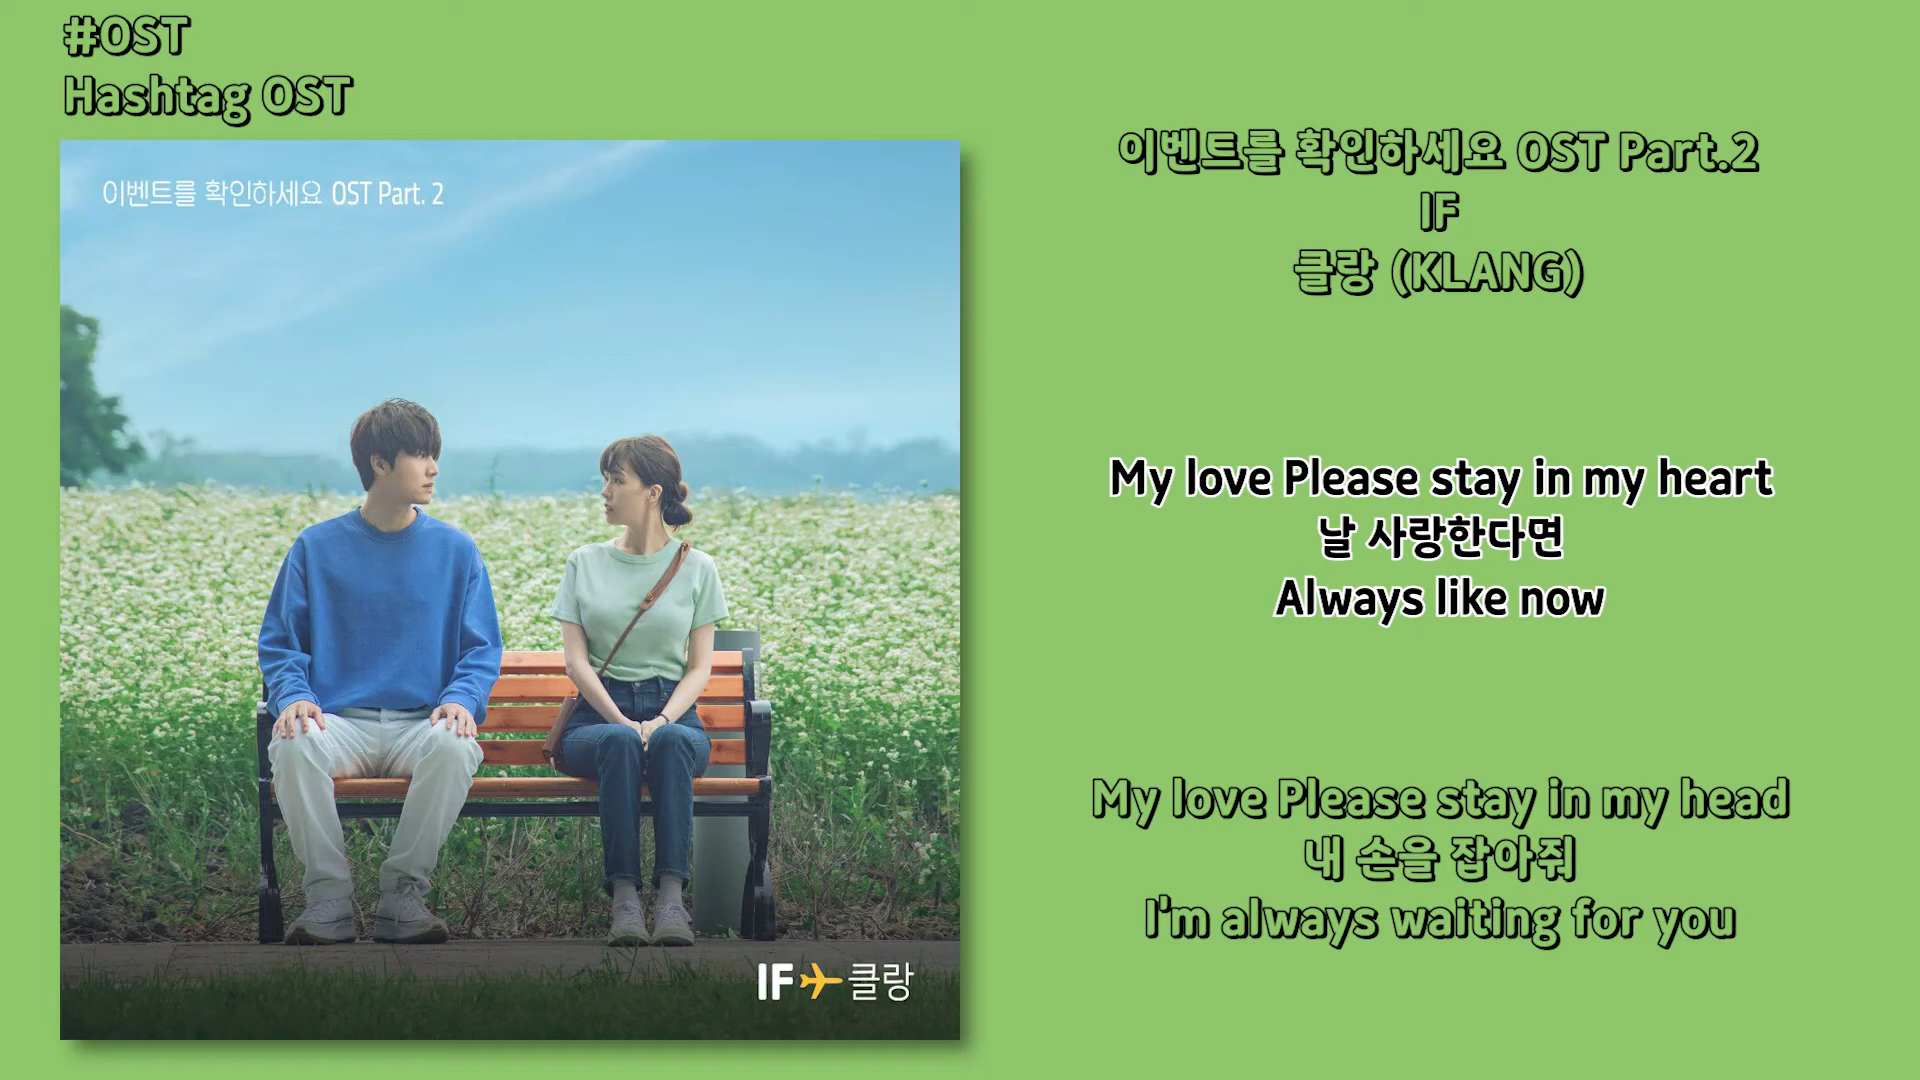 #OST
Hashtag OST
이벤트를 확인하세요 OST Part. 2
IF 클랑
이벤트를 확인하세요 OST Part.2
IF
클랑 (KLANG)
My love Please stay in my heart
날 사랑한다면
Always like now
My love Please stay in my head
내 손을 잡아줘
I'm always waiting for you